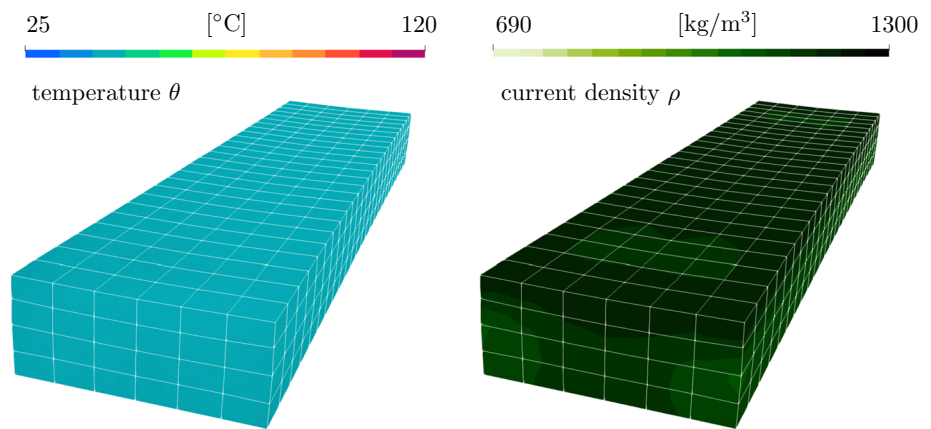 25 [°C] 120
temperature θ
690 [kg/m³] 1300
current density ρ